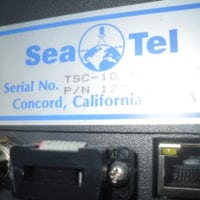 Sea Tel
TSC-10
Serial No.
P/N
Concord, California